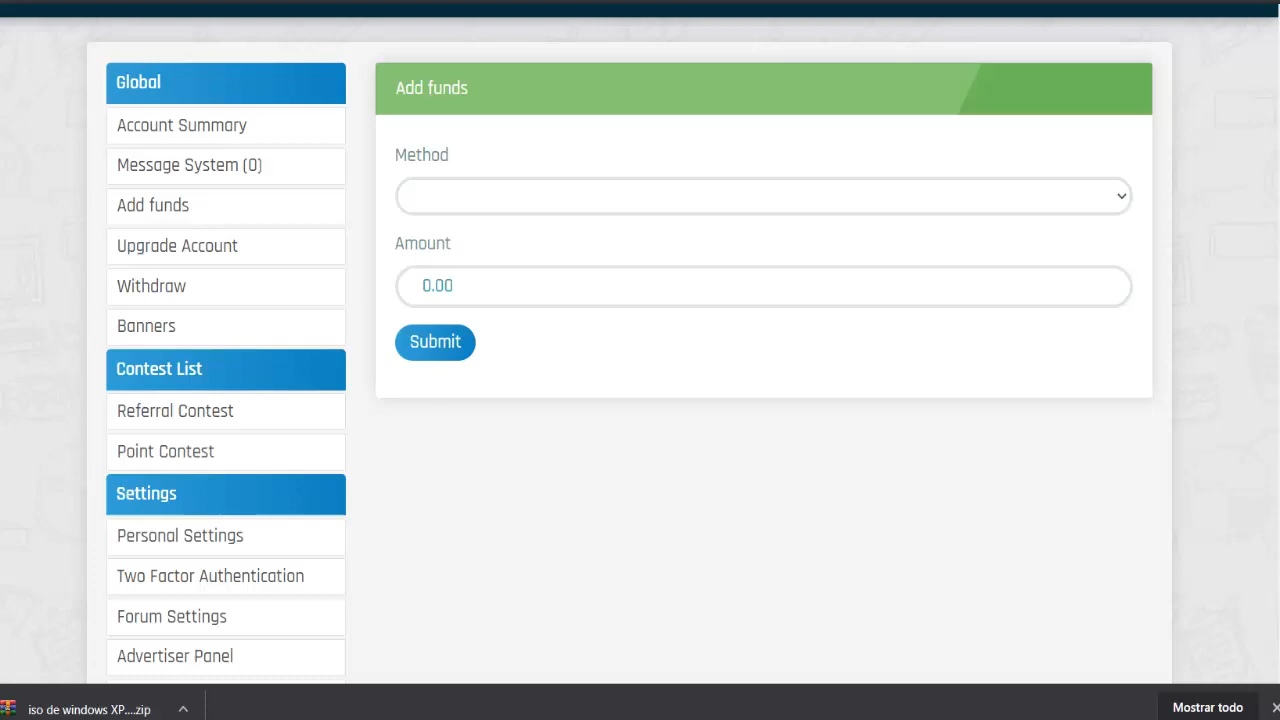 Global
Account Summary
Message System (0)
Add funds
Upgrade Account
Withdraw
Banners
Contest List
Referral Contest
Point Contest
Settings
Personal Settings
Two Factor Authentication
Forum Settings
Advertiser Panel
Add funds
Method
Amount
0.00
Submit
iso de windows XP....zip
Mostrar todo